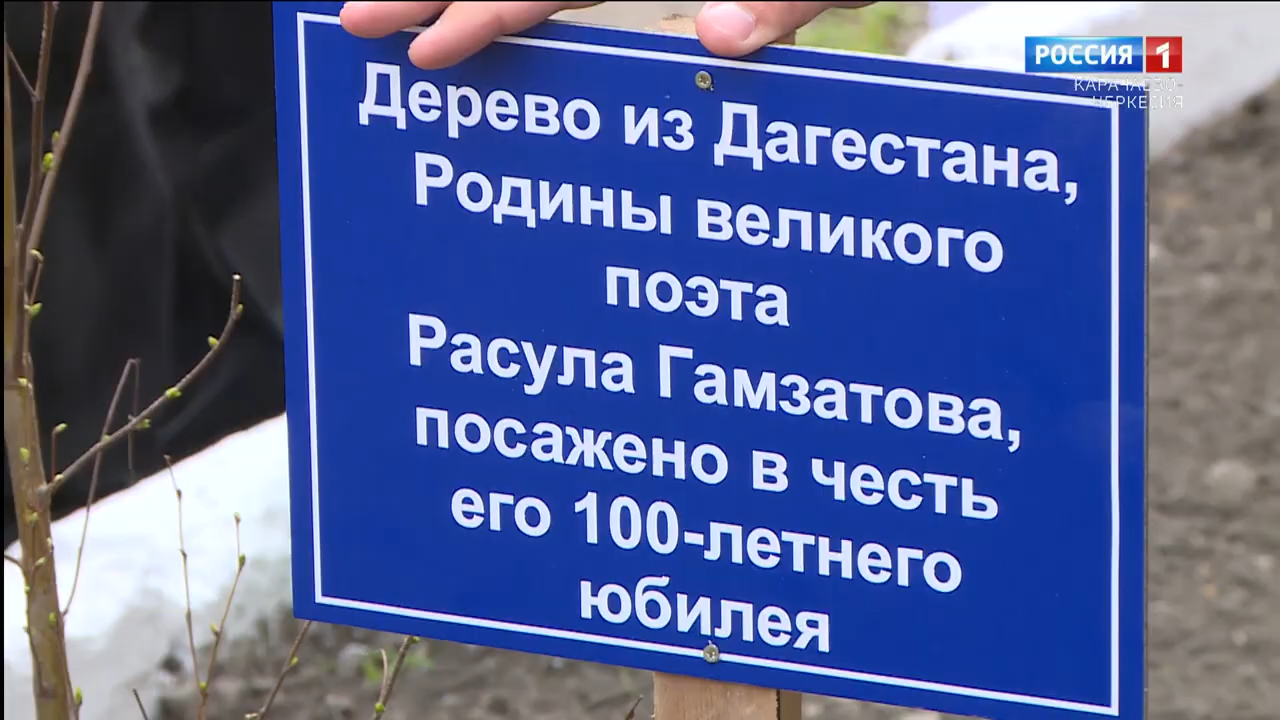 РОССИЯ 1
КАРАЧАЕВО-
ЧЕРКЕСИЯ
Дерево из Дагестана,
Родины великого
поэта
Расула Гамзатова,
посажено в честь
его 100-летнего
юбилея